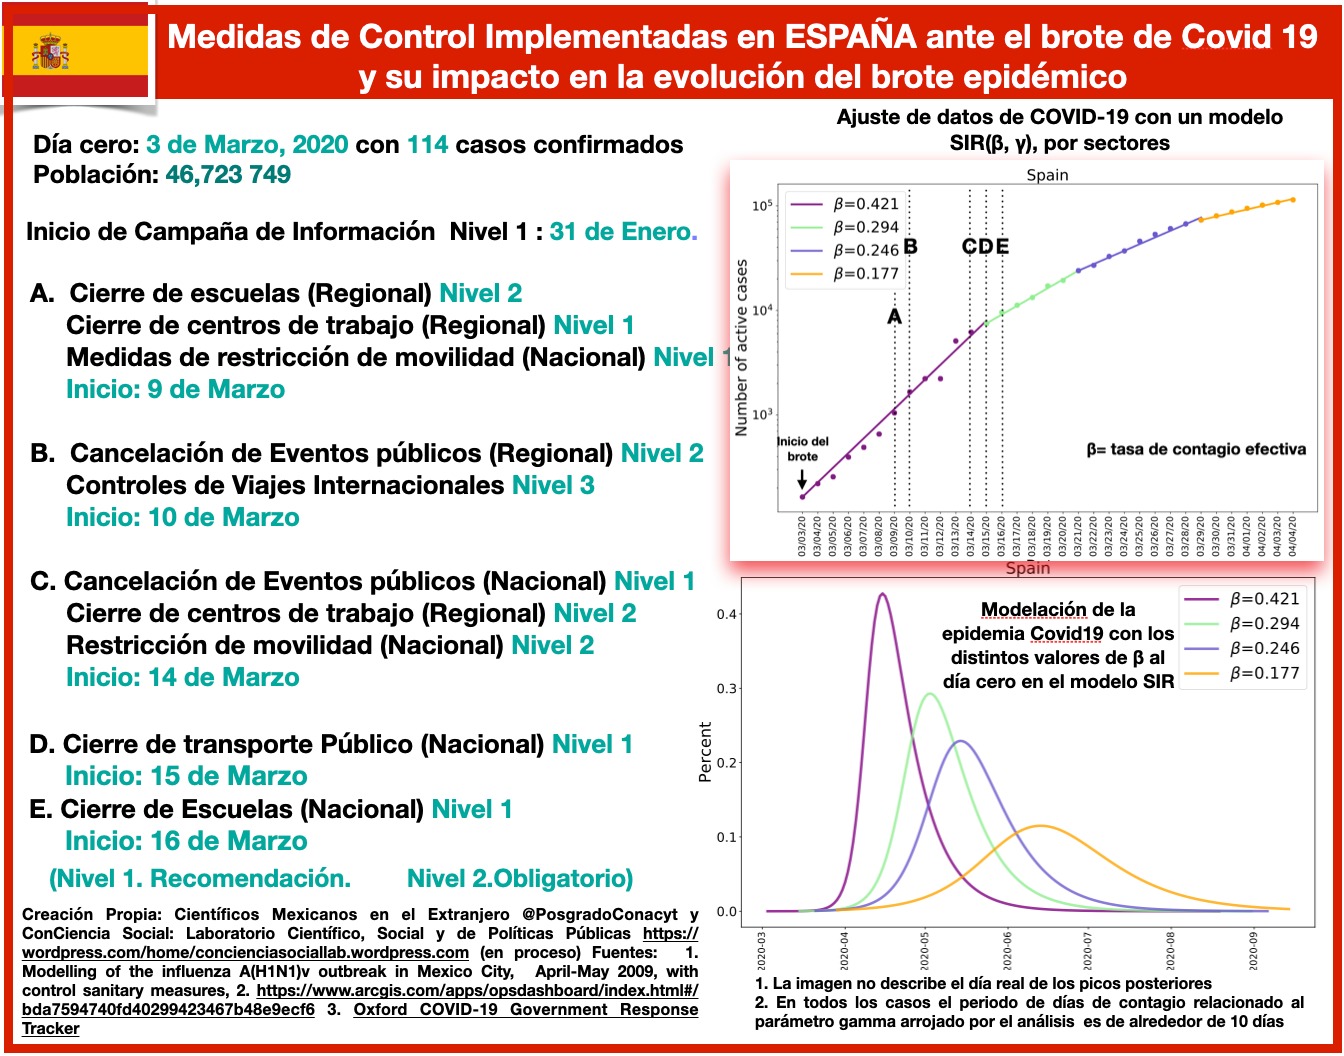 Medidas de Control Implementadas en ESPAÑA ante el brote de Covid 19
y su impacto en la evolución del brote epidémico
Día cero: 3 de Marzo, 2020 con 114 casos confirmados
Población: 46,723 749
Inicio de Campaña de Información Nivel 1 : 31 de Enero.
A. Cierre de escuelas (Regional) Nivel 2
Cierre de centros de trabajo (Regional) Nivel 1
Medidas de restricción de movilidad (Nacional) Nivel 1
Inicio: 9 de Marzo
B. Cancelación de Eventos públicos (Regional) Nivel 2
Controles de Viajes Internacionales Nivel 3
Inicio: 10 de Marzo
C. Cancelación de Eventos públicos (Nacional) Nivel 1
Cierre de centros de trabajo (Regional) Nivel 2
Restricción de movilidad (Nacional) Nivel 2
Inicio: 14 de Marzo
D. Cierre de transporte Público (Nacional) Nivel 1
Inicio: 15 de Marzo
E. Cierre de Escuelas (Nacional) Nivel 1
Inicio: 16 de Marzo
(Nivel 1. Recomendación. Nivel 2.Obligatorio)
Creación Propia: Científicos Mexicanos en el Extranjero @PosgradoConacyt y
ConCiencia Social: Laboratorio Científico, Social y de Políticas Públicas https://
wordpress.com/home/concienciasociallab.wordpress.com (en proceso) Fuentes: 1.
Modelling of the influenza A(H1N1)v outbreak in Mexico City, April-May 2009, with
control sanitary measures, 2. https://www.arcgis.com/apps/opsdashboard/index.html#/
bda7594740fd40299423467b48e9ecf6 3. Oxford COVID-19 Government Response
Tracker
Ajuste de datos de COVID-19 con un modelo
SIR(β, γ), por sectores
Spain
β=0.421
β=0.294
β=0.246
β=0.177
A
B
C
D
E
Number of active cases
10⁵
10⁴
10³
Inicio del
brote
β= tasa de contagio efectiva
03/03/20
03/04/20
03/05/20
03/06/20
03/07/20
03/08/20
03/09/20
03/10/20
03/11/20
03/12/20
03/13/20
03/14/20
03/15/20
03/16/20
03/17/20
03/18/20
03/19/20
03/20/20
03/21/20
03/22/20
03/23/20
03/24/20
03/25/20
03/26/20
03/27/20
03/28/20
03/29/20
03/30/20
03/31/20
04/01/20
04/02/20
04/03/20
04/04/20
Spain
Modelación de la
epidemia Covid19 con los
distintos valores de β al
día cero en el modelo SIR
β=0.421
β=0.294
β=0.246
β=0.177
Percent
0.4
0.3
0.2
0.1
0.0
2020-03
2020-04
2020-05
2020-06
2020-07
2020-08
2020-09
1. La imagen no describe el día real de los picos posteriores
2. En todos los casos el periodo de días de contagio relacionado al
parámetro gamma arrojado por el análisis es de alrededor de 10 días